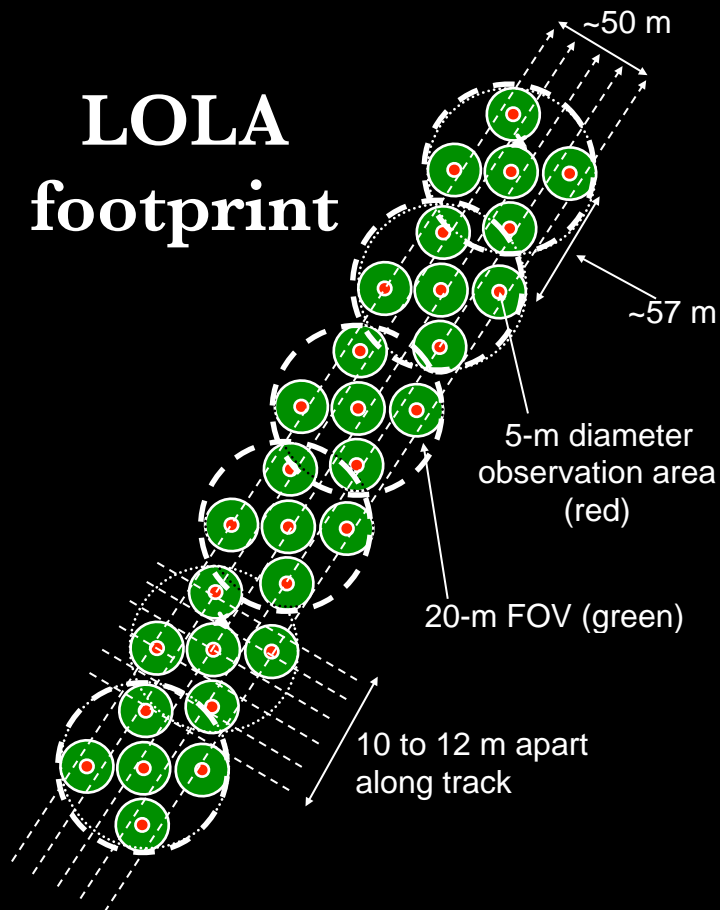 ~50 m
LOLA
footprint
~57 m
5-m diameter
observation area
(red)
20-m FOV (green)
10 to 12 m apart
along track